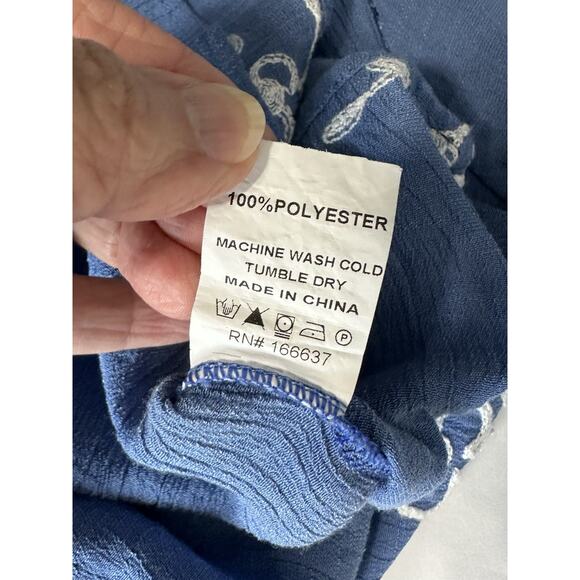 100%POLYESTER
MACHINE WASH COLD
TUMBLE DRY
MADE IN CHINA
P
RN# 166637